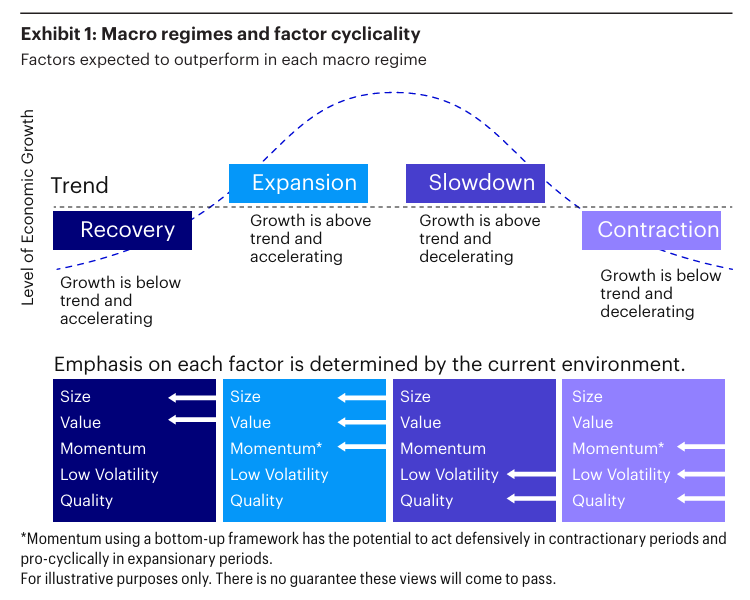 Exhibit 1: Macro regimes and factor cyclicality
Factors expected to outperform in each macro regime
Level of Economic Growth
Trend
Recovery
Growth is below
trend and
accelerating
Expansion
Growth is above
trend and
accelerating
Slowdown
Growth is above
trend and
decelerating
Contraction
Growth is below
trend and
decelerating
Emphasis on each factor is determined by the current environment.
Size
Value
Momentum
Low Volatility
Quality
Size
Value
Momentum*
Low Volatility
Quality
Size
Value
Momentum
Low Volatility
Quality
Size
Value
Momentum*
Low Volatility
Quality
*Momentum using a bottom-up framework has the potential to act defensively in contractionary periods and
pro-cyclically in expansionary periods.
For illustrative purposes only. There is no guarantee these views will come to pass.